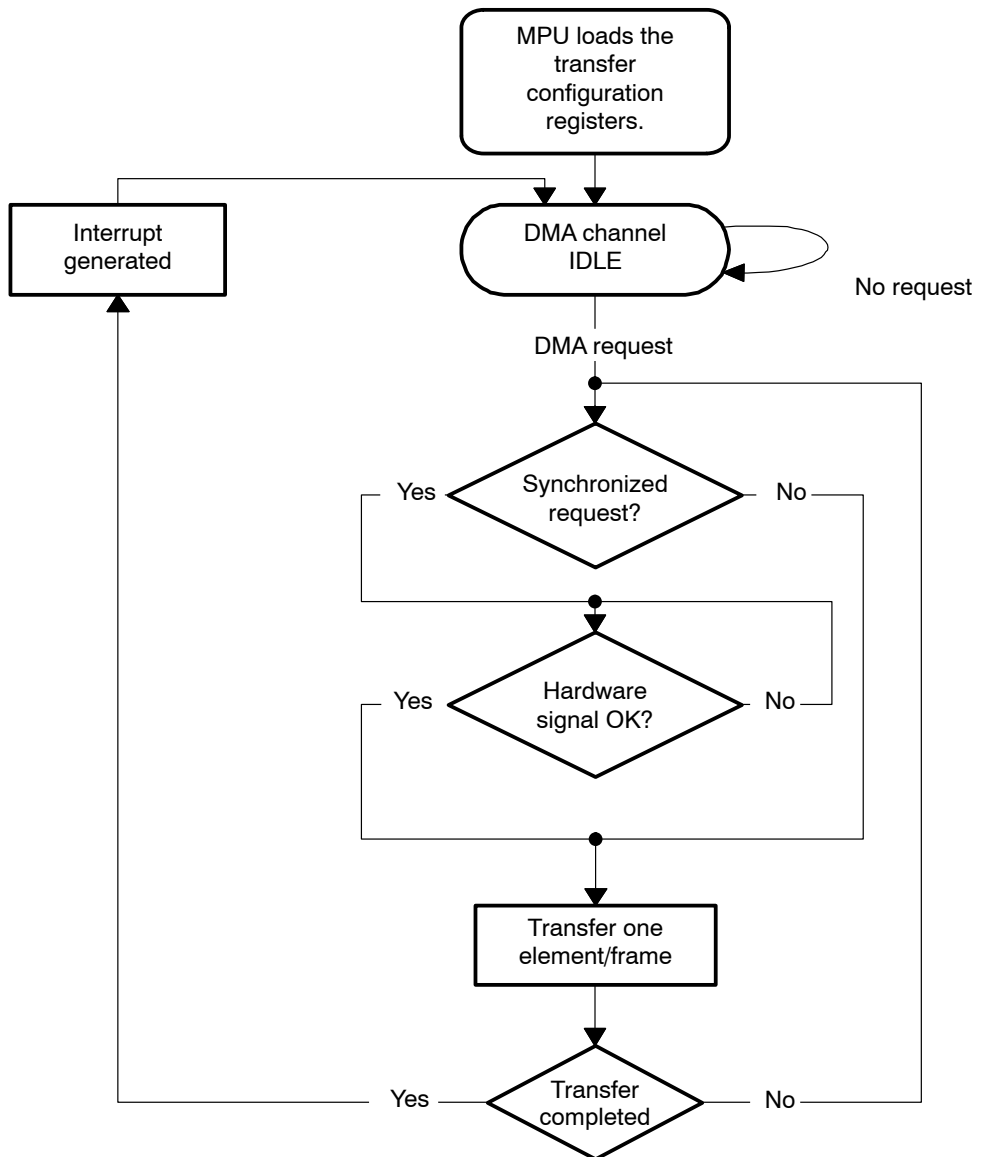 MPU loads the
transfer
configuration
registers.
Interrupt
generated
DMA channel
IDLE
No request
DMA request
Yes
Synchronized
request?
No
Yes
Hardware
signal OK?
No
Transfer one
element/frame
Yes
Transfer
completed
No